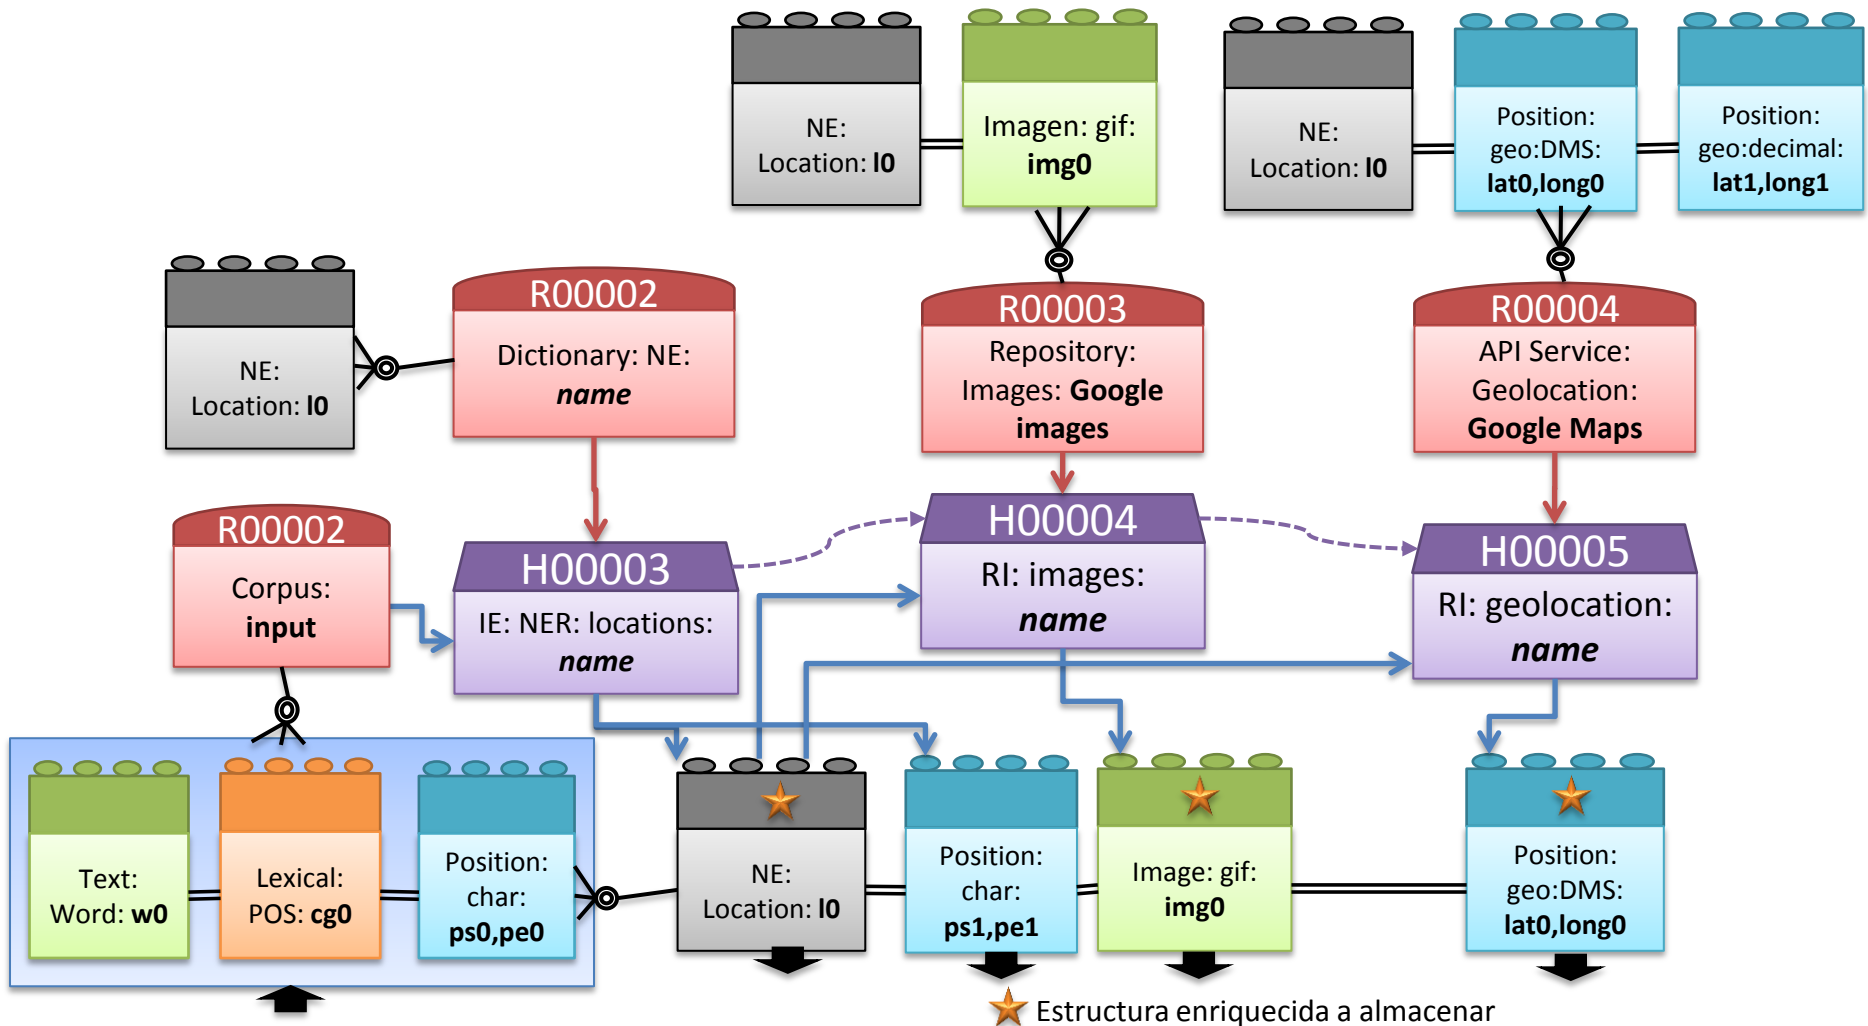 NE:
Location: l0
Imagen: gif:
img0
NE:
Location: l0
Position:
geo:DMS:
lat0,long0
Position:
geo:decimal:
lat1,long1
NE:
Location: l0
R00002
Dictionary: NE:
name
R00003
Repository:
Images: Google
images
R00004
API Service:
Geolocation:
Google Maps
R00002
Corpus:
input
H00003
IE: NER: locations:
name
H00004
RI: images:
name
H00005
RI: geolocation:
name
Text:
Word: w0
Lexical:
POS: cg0
Position:
char:
ps0,pe0
NE:
Location: l0
Position:
char:
ps1,pe1
Image: gif:
img0
Position:
geo:DMS:
lat0,long0
Estructura enriquecida a almacenar